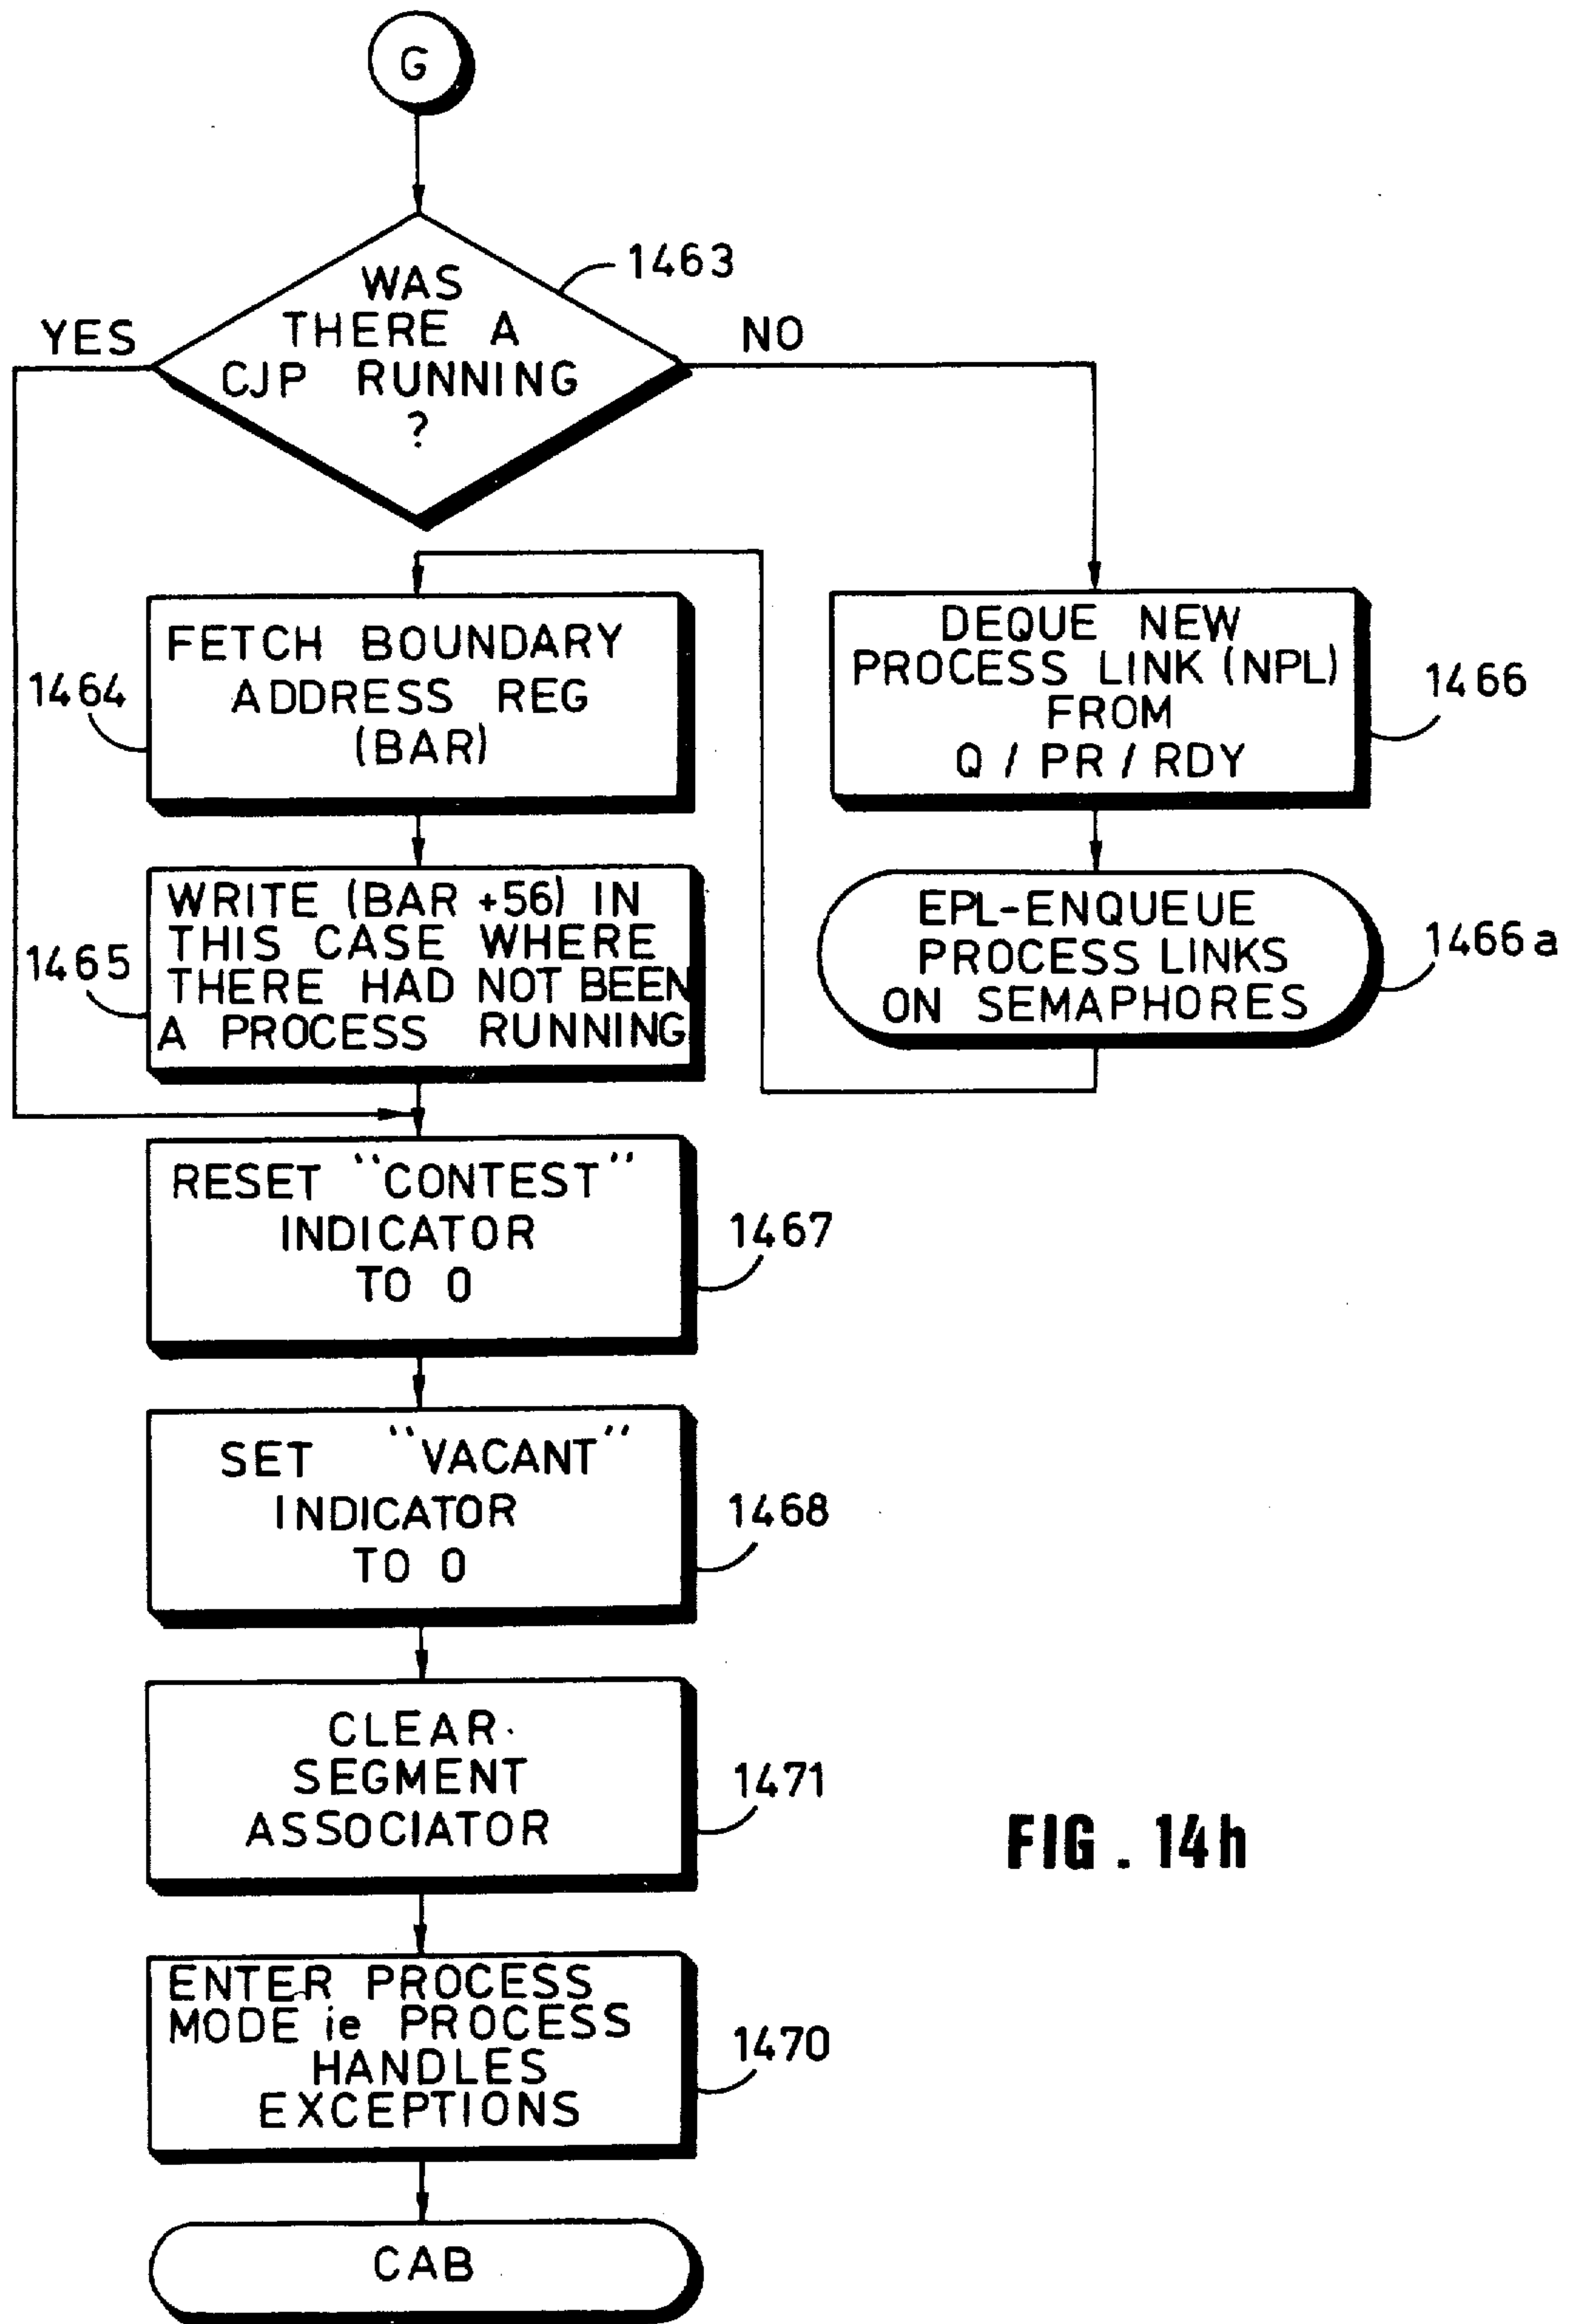 G
WAS
THERE A
CJP RUNNING
?
1463
YES
NO
FETCH BOUNDARY
ADDRESS REG
(BAR)
1464
DEQUE NEW
PROCESS LINK (NPL)
FROM
Q / PR / RDY
1466
WRITE (BAR +56) IN
THIS CASE WHERE
THERE HAD NOT BEEN
A PROCESS RUNNING
1465
EPL-ENQUEUE
PROCESS LINKS
ON SEMAPHORES
1466a
RESET "CONTEST"
INDICATOR
TO 0
1467
SET "VACANT"
INDICATOR
TO 0
1468
CLEAR
SEGMENT
ASSOCIATOR
1471
ENTER PROCESS
MODE ie PROCESS
HANDLES
EXCEPTIONS
1470
CAB
FIG. 14h